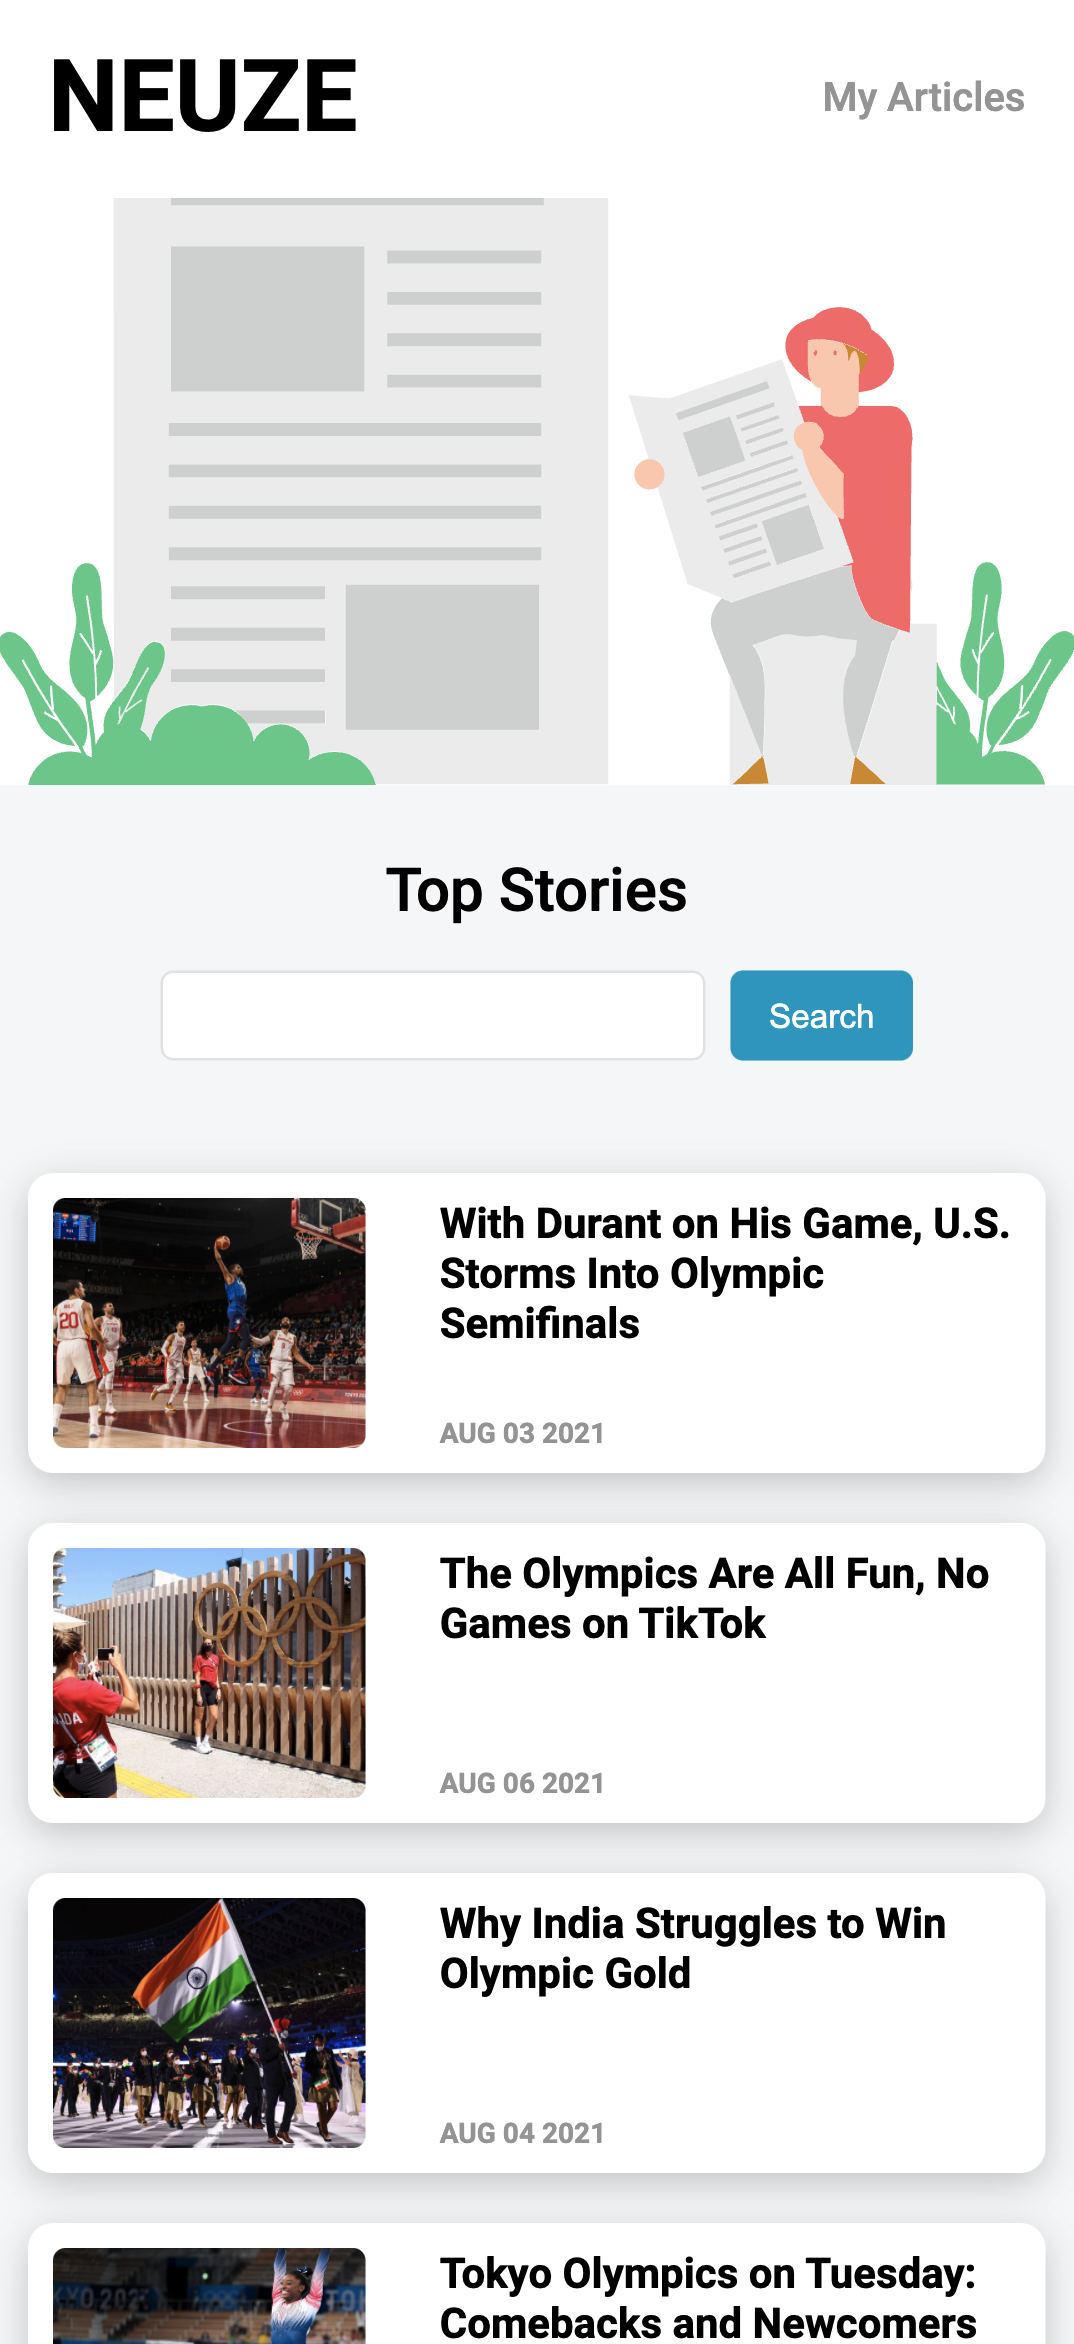 NEUZE
My Articles
Top Stories
Search
With Durant on His Game, U.S.
Storms Into Olympic
Semifinals
20
AUG 03 2021
The Olympics Are All Fun, No
Games on TikTok
NADA
AUG 06 2021
Why India Struggles to Win
Olympic Gold
AUG 04 2021
Tokyo Olympics on Tuesday:
Comebacks and Newcomers